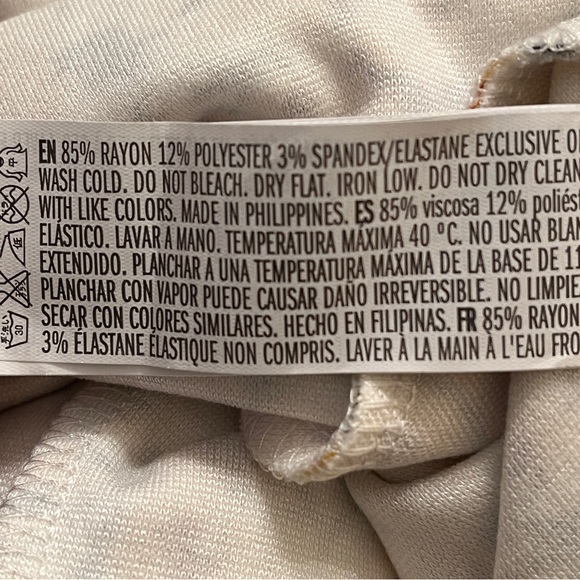 EN 85% RAYON 12% POLYESTER 3% SPANDEX/ELASTANE EXCLUSIVE O
WASH COLD. DO NOT BLEACH. DRY FLAT. IRON LOW. DO NOT DRY CLEAN
WITH LIKE COLORS. MADE IN PHILIPPINES. ES 85% viscosa 12% poliés
ELÁSTICO. LAVAR A MANO. TEMPERATURA MÁXIMA 40 ºC. NO USAR BLAN
EXTENDIDO. PLANCHAR A UNA TEMPERATURA MÁXIMA DE LA BASE DE 11
PLANCHAR CON VAPOR PUEDE CAUSAR DAÑO IRREVERSIBLE. NO LIMPIE
SECAR CON COLORES SIMILARES. HECHO EN FILIPINAS. FR 85% RAYON
3% ÉLASTANE ÉLASTIQUE NON COMPRIS. LAVER À LA MAIN À L'EAU FRO
30